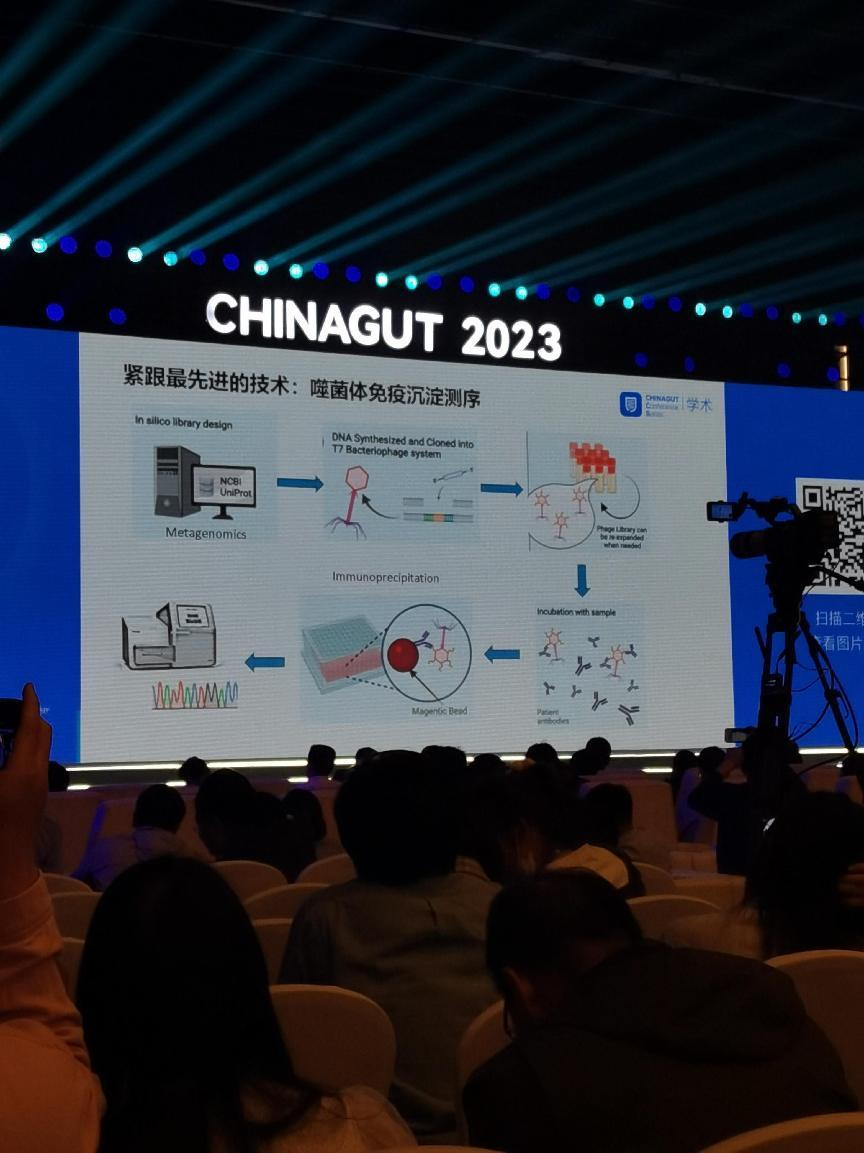 CHINAGUT 2023
紧跟最先进的技术：噬菌体免疫沉淀测序
CHINAGUT
Conference
Series
学术
In silico library design
NCBI
UniProt
Metagenomics
DNA Synthesized and Cloned into
T7 Bacteriophage system
Phage Library can
be re-expanded
when needed
Incubation with sample
Patient
antibodies
Immunoprecipitation
Magentic Bead
扫描二维
查看图片